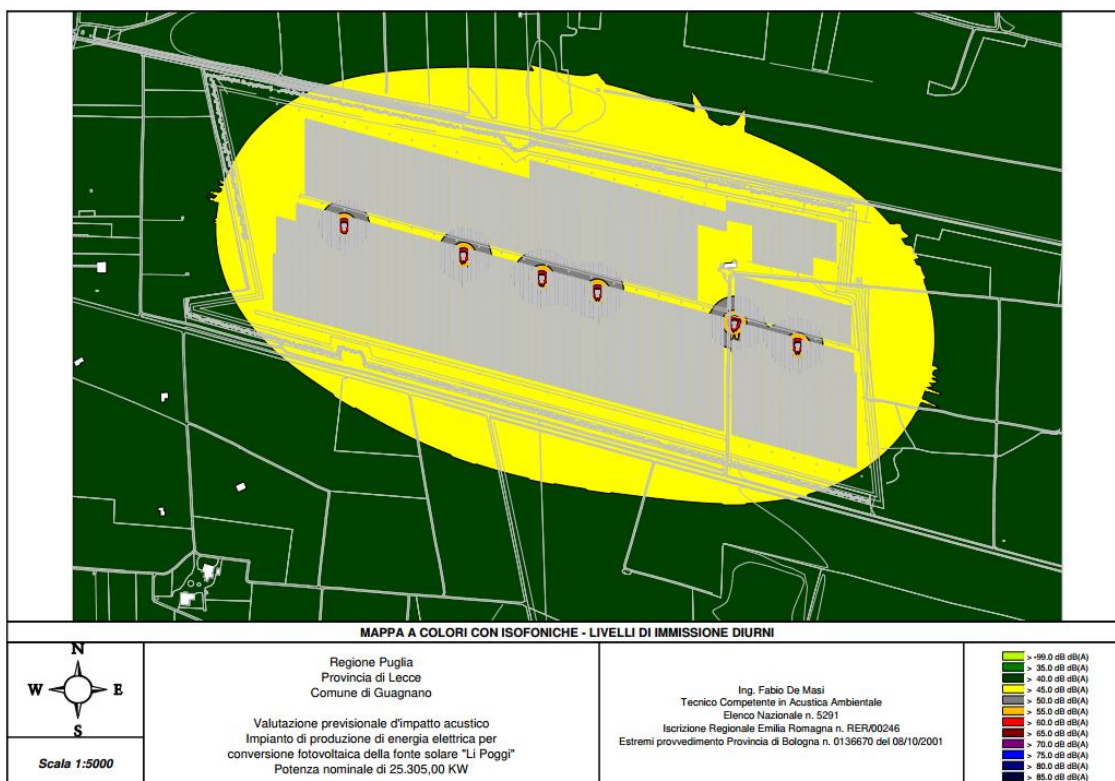 MAPPA A COLORI CON ISOFONICHE - LIVELLI DI IMMISSIONE DIURNI
N
W E
S
Scala 1:5000
Regione Puglia
Provincia di Lecce
Comune di Guagnano
Valutazione previsionale d'impatto acustico
Impianto di produzione di energia elettrica per
conversione fotovoltaica della fonte solare "Li Poggi"
Potenza nominale di 25.305,00 KW
Ing. Fabio De Masi
Tecnico Competente in Acustica Ambientale
Elenco Nazionale n. 5291
Iscrizione Regionale Emilia Romagna n. RER/00246
Estremi provvedimento Provincia di Bologna n. 0136670 del 08/10/2001
> -99.0 dB dB(A)
> 35.0 dB dB(A)
> 40.0 dB dB(A)
> 45.0 dB dB(A)
> 50.0 dB dB(A)
> 55.0 dB dB(A)
> 60.0 dB dB(A)
> 65.0 dB dB(A)
> 70.0 dB dB(A)
> 75.0 dB dB(A)
> 80.0 dB dB(A)
> 85.0 dB dB(A)